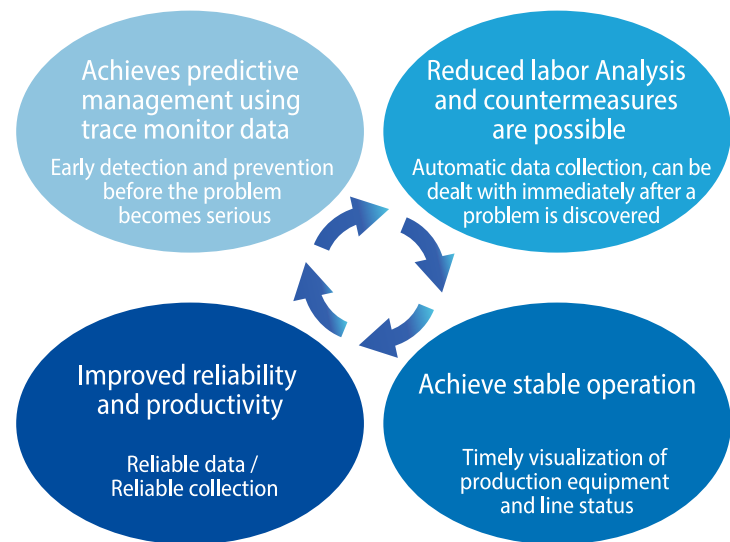 Achieves predictive
management using
trace monitor data
Early detection and prevention
before the problem
becomes serious
Reduced labor Analysis
and countermeasures
are possible
Automatic data collection, can be
dealt with immediately after a
problem is discovered
Improved reliability
and productivity
Reliable data /
Reliable collection
Achieve stable operation
Timely visualization of
production equipment
and line status